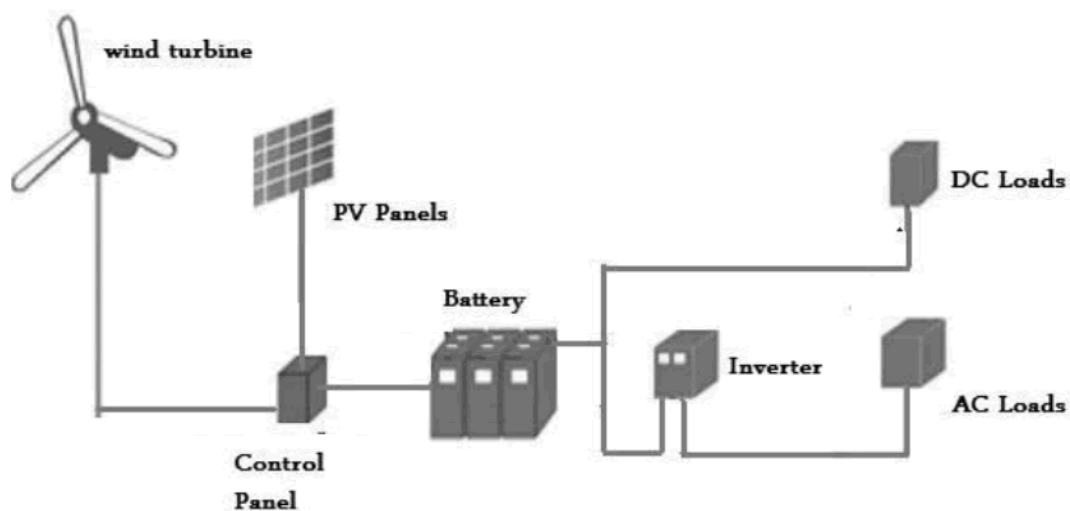 wind turbine
PV Panels
DC Loads
Battery
Inverter
AC Loads
Control
Panel